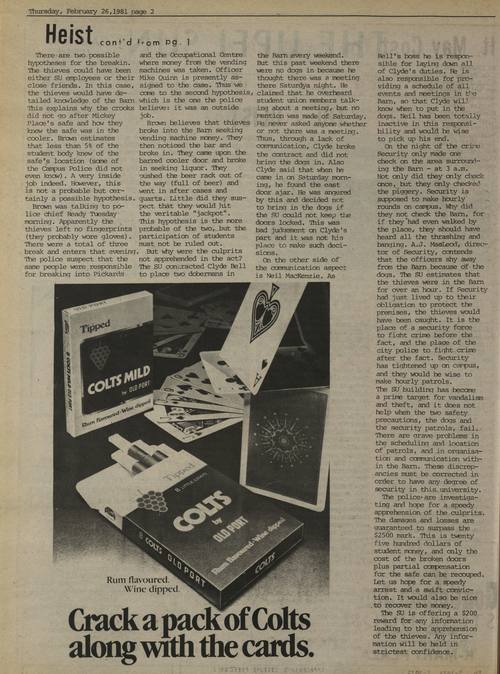 Thursday, February 26,1981 page 2
Heist cont'd from pg. 1
There are two possible
hypotheses for the breakin.
The thieves could have been
either SU employees or their
close friends. In this case,
the thieves would have de-
tailed knowledge of the Barn
This explains why the crooks
did not go after Mickey
Place's safe and how they
knew the safe was in the
cooler. Brown estimates
that less than 5% of the
student body knew of the
safe's location (some of
the Campus Police did not
even know). A very inside
job indeed. However, this
is not a probable but cer-
tainly a possible hypothesis.
Brown was talking to po-
lice chief Ready Tuesday
morning. Apparently the
thieves left no fingerprints
(they probably wore gloves).
There were a total of three
break and enters that evening.
The police suspect that the
same people were responsible
for breaking into Pickards
and the Occupational Centre
where money from the vending
machines was taken. Officer
Mike Quinn is presently as-
signed to the case. Thus we
come to the second hypothesis,
which is the one the police
believe: it was an outside
job.
Brown believes that thieves
broke into the Barn seeking
vending machine money. They
then noticed the bar and
broke in. They came upon the
barred cooler door and broke
in seeking liquor. They
pushed the beer rack out of
the way (full of beer) and
went in after cases and
quarts. Little did they sus-
pect that they would hit
the veritable "jackpot".
This hypothesis is the more
probable of the two, but the
participation of students
must not be ruled out.
But why were the culprits
not apprehended in the act?
The SU contracted Clyde Bell
to place two dobermans in
the Barn every weekend.
But this past weekend there
were no dogs in because he
thought there was a meeting
there Saturday night. He
claimed that he overheard
student union members talk-
ing about a meeting, but no
mention was made of Saturday.
He never asked anyone whether
or not there was a meeting.
Thus, through a lack of
communication, Clyde broke
the contract and did not
bring the dogs in. Also
Clyde said that when he
came in on Saturday morn-
ing, he found the east
door ajar. He was angered
by this and decided not
to bring in the dogs if
the SU could not keep the
doors locked. This was
bad judgement on Clyde's
part and it was not his
place to make such deci-
sions.
On the other side of
the communication aspect
is Neil MacKenzie. As
Neil's boss he is respon-
sible for laying down all
of Clyde's duties. He is
also responsible for pro-
viding a schedule of all
events and meetings in the
Barn, so that Clyde will
know when to put in the
dogs. Neil has been totally
inactive in this responsi-
bility and would be wise
to pick up end.
On the night of the crime
Security only made one
check on the areas surround-
ing the Barn - at 3 a.m.
Not only did they only check
once, but they only checked
the piggery. Security is
supposed to make hourly
rounds on campus. Why did
they not check the Barn, for
if they had even walked by
the place, they should have
heard all the thrashing and
banging. A.J. MacLeod, direc-
tor of Security, contends
that the officers shy away
from the Barn because of the
dogs. The SU estimates that
the thieves were in the Barn
for over an hour. If Security
had just lived up to their
obligation to protect the
premises, the thieves would
have been caught. It is the
place of a security force
to fight crime before the
fact, and the place of the
city police to fight crime
after the fact. Security
has tightened up on campus,
and they would be wise to
make hourly patrols.
The SU building has become
a prime target for vandalism
and theft, and it does not
help when the two safety
precautions, the dogs and
the security patrols, fail.
There are grave problems in
the scheduling and location
of patrols, and in organisa-
tion and communication with-
in the Barn. These discrep-
ancies must be corrected in
order to have any degree of
security in this university.
The police are investiga-
ting and hope for a speedy
apprehension of the culprits.
The damages and losses are
guaranteed to surpass the
$2500 mark. This is twenty
five hundred dollars of
student money, and only the
cost of the broken doors
plus partial compensation
for the safe can be recouped.
Let us hope for a speedy
arrest and a swift convic-
tion. It would also be nice
to recover the money.
The SU is offering a $200
reward for any information
leading to the apprehension
of the thieves. Any infor-
mation will be held in
strictest confidence.
Tipped
COLTS MILD
by OLD PORT
Rum flavoured Wine dipped
8 COLTS MILD
Tipped
COLTS
by
OLD PORT
Rum flavoured Wine dipped
8 COLTS OLD PORT
COLTS
Rum flavoured.
Wine dipped.
Crack a pack of Colts
along with the cards.